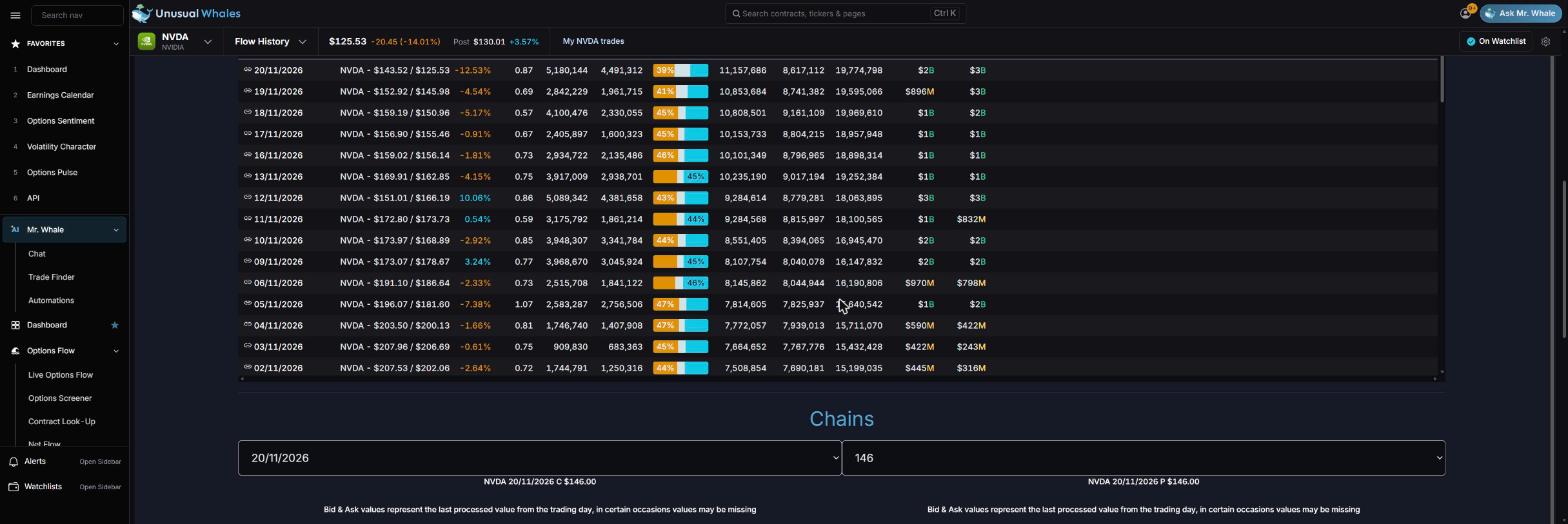 Search nav
Unusual Whales
Search contracts, tickers & pages Ctrl K
9+
Ask Mr. Whale
NVDA
NVIDIA
Flow History
$125.53 -20.45 (-14.01%) Post $130.01 +3.57%
My NVDA trades
On Watchlist
FAVORITES
1 Dashboard
2 Earnings Calendar
3 Options Sentiment
4 Volatility Character
5 Options Pulse
6 API
AI Mr. Whale
Chat
Trade Finder
Automations
Dashboard
Options Flow
Live Options Flow
Options Screener
Contract Look-Up
Net Flow
Alerts Open Sidebar
Watchlists Open Sidebar
20/11/2026 NVDA - $143.52 / $125.53 -12.53% 0.87 5,180,144 4,491,312 39% 11,157,686 8,617,112 19,774,798 $2B $3B
19/11/2026 NVDA - $152.92 / $145.98 -4.54% 0.69 2,842,229 1,961,715 41% 10,853,684 8,741,382 19,595,066 $896M $3B
18/11/2026 NVDA - $159.19 / $150.96 -5.17% 0.57 4,100,476 2,330,055 45% 10,808,501 9,161,109 19,969,610 $1B $2B
17/11/2026 NVDA - $156.90 / $155.46 -0.91% 0.67 2,405,897 1,600,323 45% 10,153,733 8,804,215 18,957,948 $1B $1B
16/11/2026 NVDA - $159.02 / $156.14 -1.81% 0.73 2,934,722 2,135,486 46% 10,101,349 8,796,965 18,898,314 $1B $1B
13/11/2026 NVDA - $169.91 / $162.85 -4.15% 0.75 3,917,009 2,938,701 45% 10,235,190 9,017,194 19,252,384 $1B $1B
12/11/2026 NVDA - $151.01 / $166.19 10.06% 0.86 5,089,342 4,381,658 43% 9,284,614 8,779,281 18,063,895 $3B $3B
11/11/2026 NVDA - $172.80 / $173.73 0.54% 0.59 3,175,792 1,861,214 44% 9,284,568 8,815,997 18,100,565 $1B $832M
10/11/2026 NVDA - $173.97 / $168.89 -2.92% 0.85 3,948,307 3,341,784 44% 8,551,405 8,394,065 16,945,470 $2B $2B
09/11/2026 NVDA - $173.07 / $178.67 3.24% 0.77 3,968,670 3,045,924 45% 8,107,754 8,040,078 16,147,832 $2B $2B
06/11/2026 NVDA - $191.10 / $186.64 -2.33% 0.73 2,515,708 1,841,122 46% 8,145,862 8,044,944 16,190,806 $970M $798M
05/11/2026 NVDA - $196.07 / $181.60 -7.38% 1.07 2,583,287 2,756,506 47% 7,814,605 7,825,937 $1B $2B
04/11/2026 NVDA - $203.50 / $200.13 -1.66% 0.81 1,746,740 1,407,908 47% 7,772,057 7,939,013 15,711,070 $590M $422M
03/11/2026 NVDA - $207.96 / $206.69 -0.61% 0.75 909,830 683,363 45% 7,664,652 7,767,776 15,432,428 $422M $243M
02/11/2026 NVDA - $207.53 / $202.06 -2.64% 0.72 1,744,791 1,250,316 44% 7,508,854 7,690,181 15,199,035 $445M $316M
Chains
20/11/2026 146
NVDA 20/11/2026 C $146.00 NVDA 20/11/2026 P $146.00
Bid & Ask values represent the last processed value from the trading day, in certain occasions values may be missing Bid & Ask values represent the last processed value from the trading day, in certain occasions values may be missing